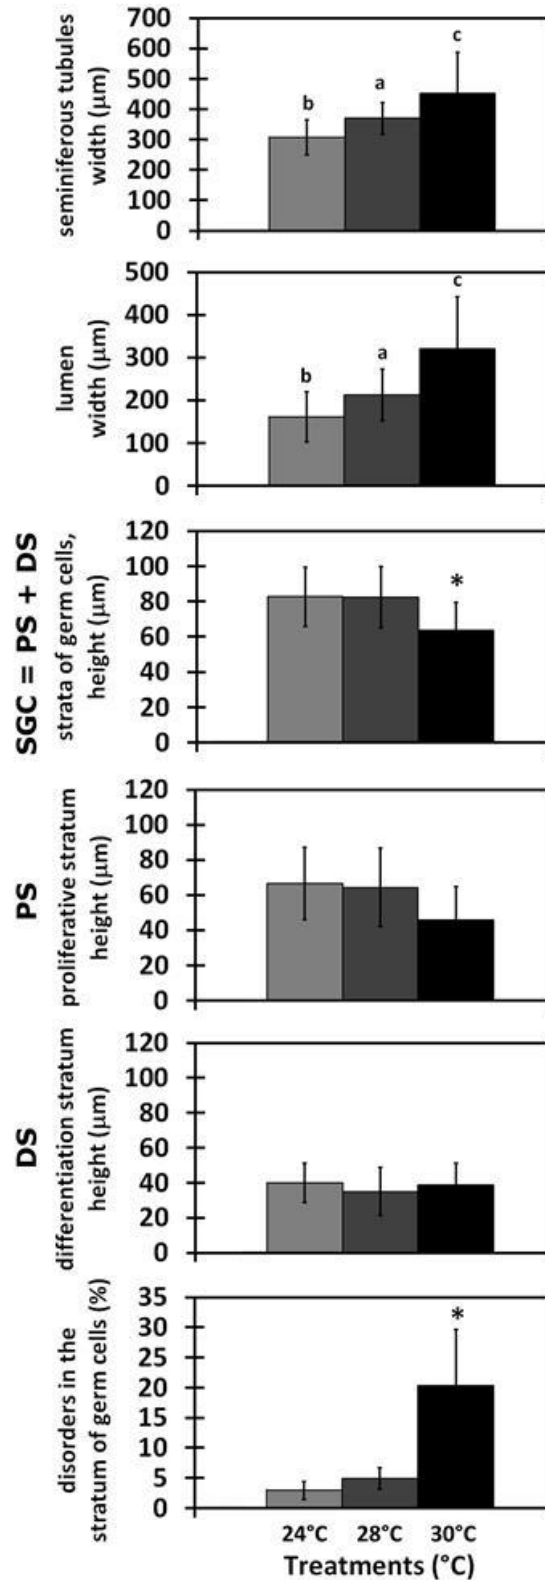 seminiferous tubules
width (μm)
700
600
500
400
300
200
100
0
b
a
c
lumen
width (μm)
500
400
300
200
100
0
b
a
c
SGC = PS + DS
strata of germ cells,
height (μm)
120
100
80
60
40
20
0
*
PS
proliferative stratum
height (μm)
120
100
80
60
40
20
0
DS
differentiation stratum
height (μm)
120
100
80
60
40
20
0
disorders in the
stratum of germ cells (%)
35
30
25
20
15
10
5
0
*
24°C 28°C 30°C
Treatments (°C)